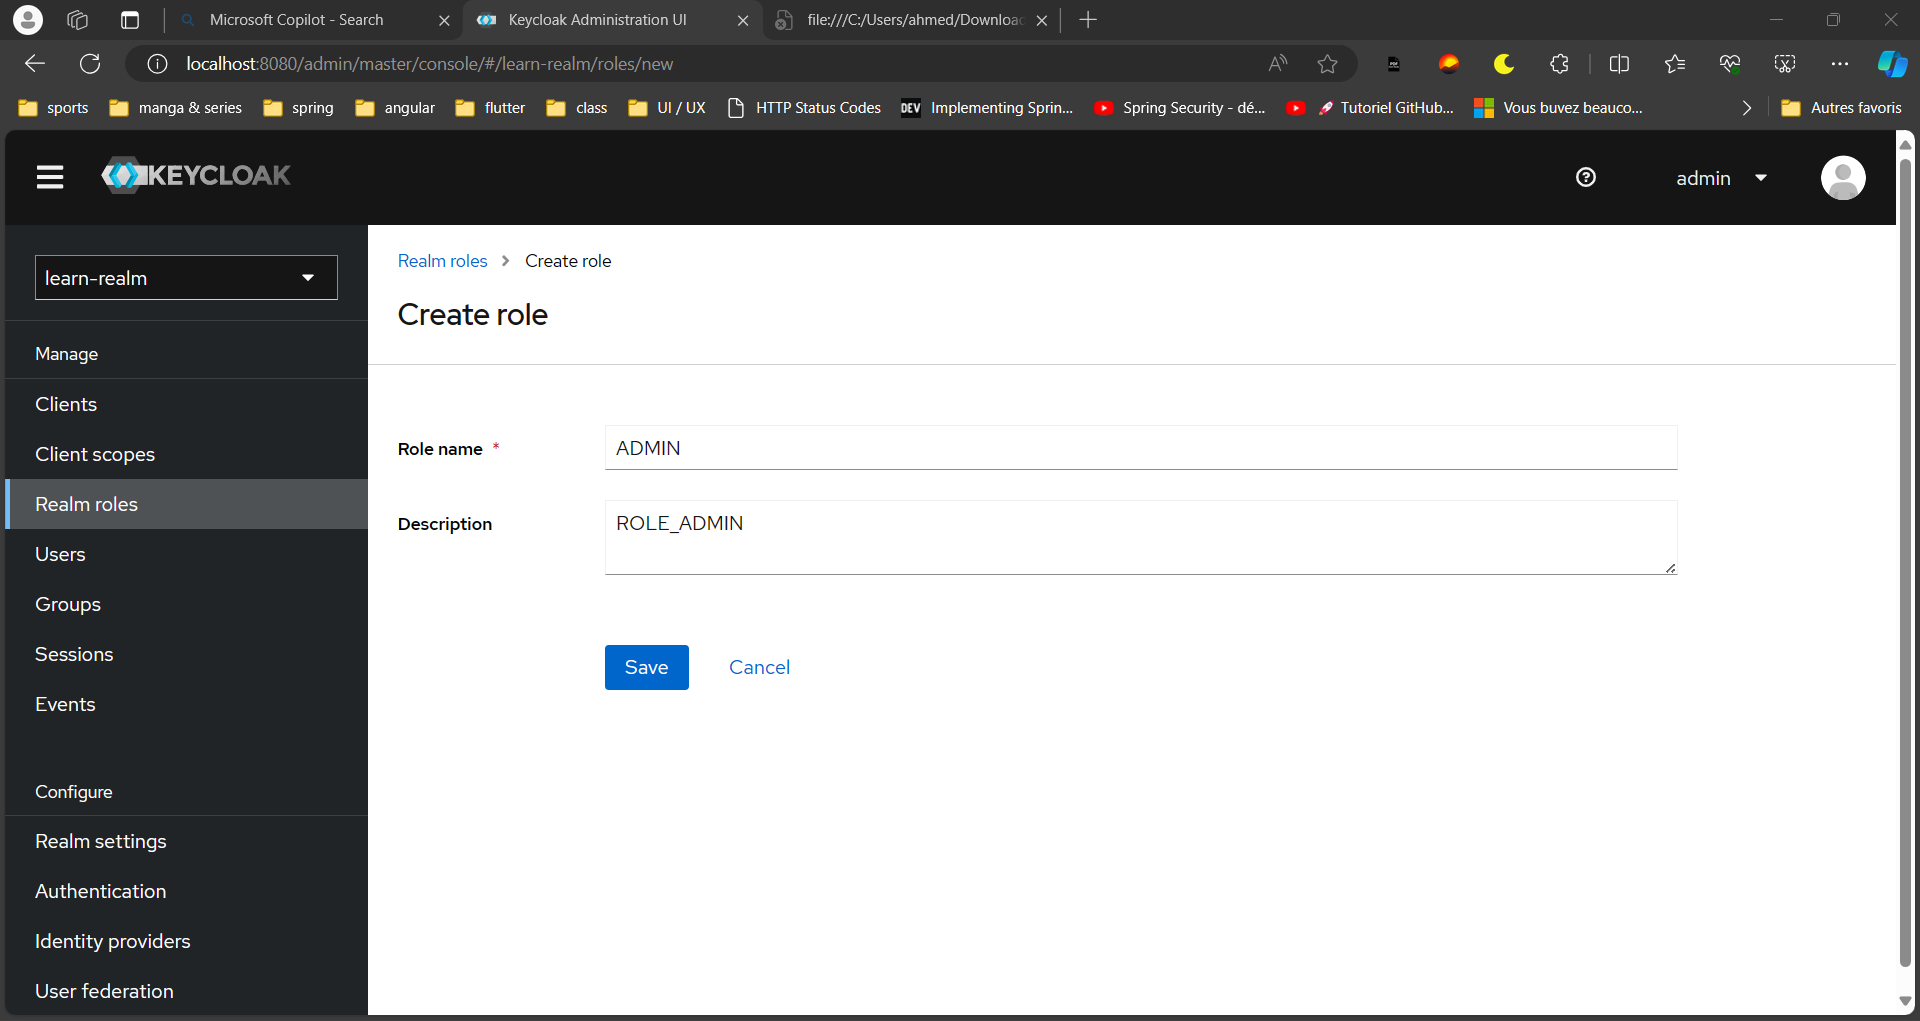 Microsoft Copilot - Search
Keycloak Administration UI
file:///C:/Users/ahmed/Downloa
localhost:8080/admin/master/console/#/learn-realm/roles/new
sports
manga & series
spring
angular
flutter
class
UI / UX
HTTP Status Codes
DEV
Implementing Sprin...
Spring Security - dé...
Tutoriel GitHub...
Vous buvez beauco...
Autres favoris
KEYCLOAK
admin
learn-realm
Manage
Clients
Client scopes
Realm roles
Users
Groups
Sessions
Events
Configure
Realm settings
Authentication
Identity providers
User federation
Realm roles > Create role
Create role
Role name *
ADMIN
Description
ROLE_ADMIN
Save
Cancel